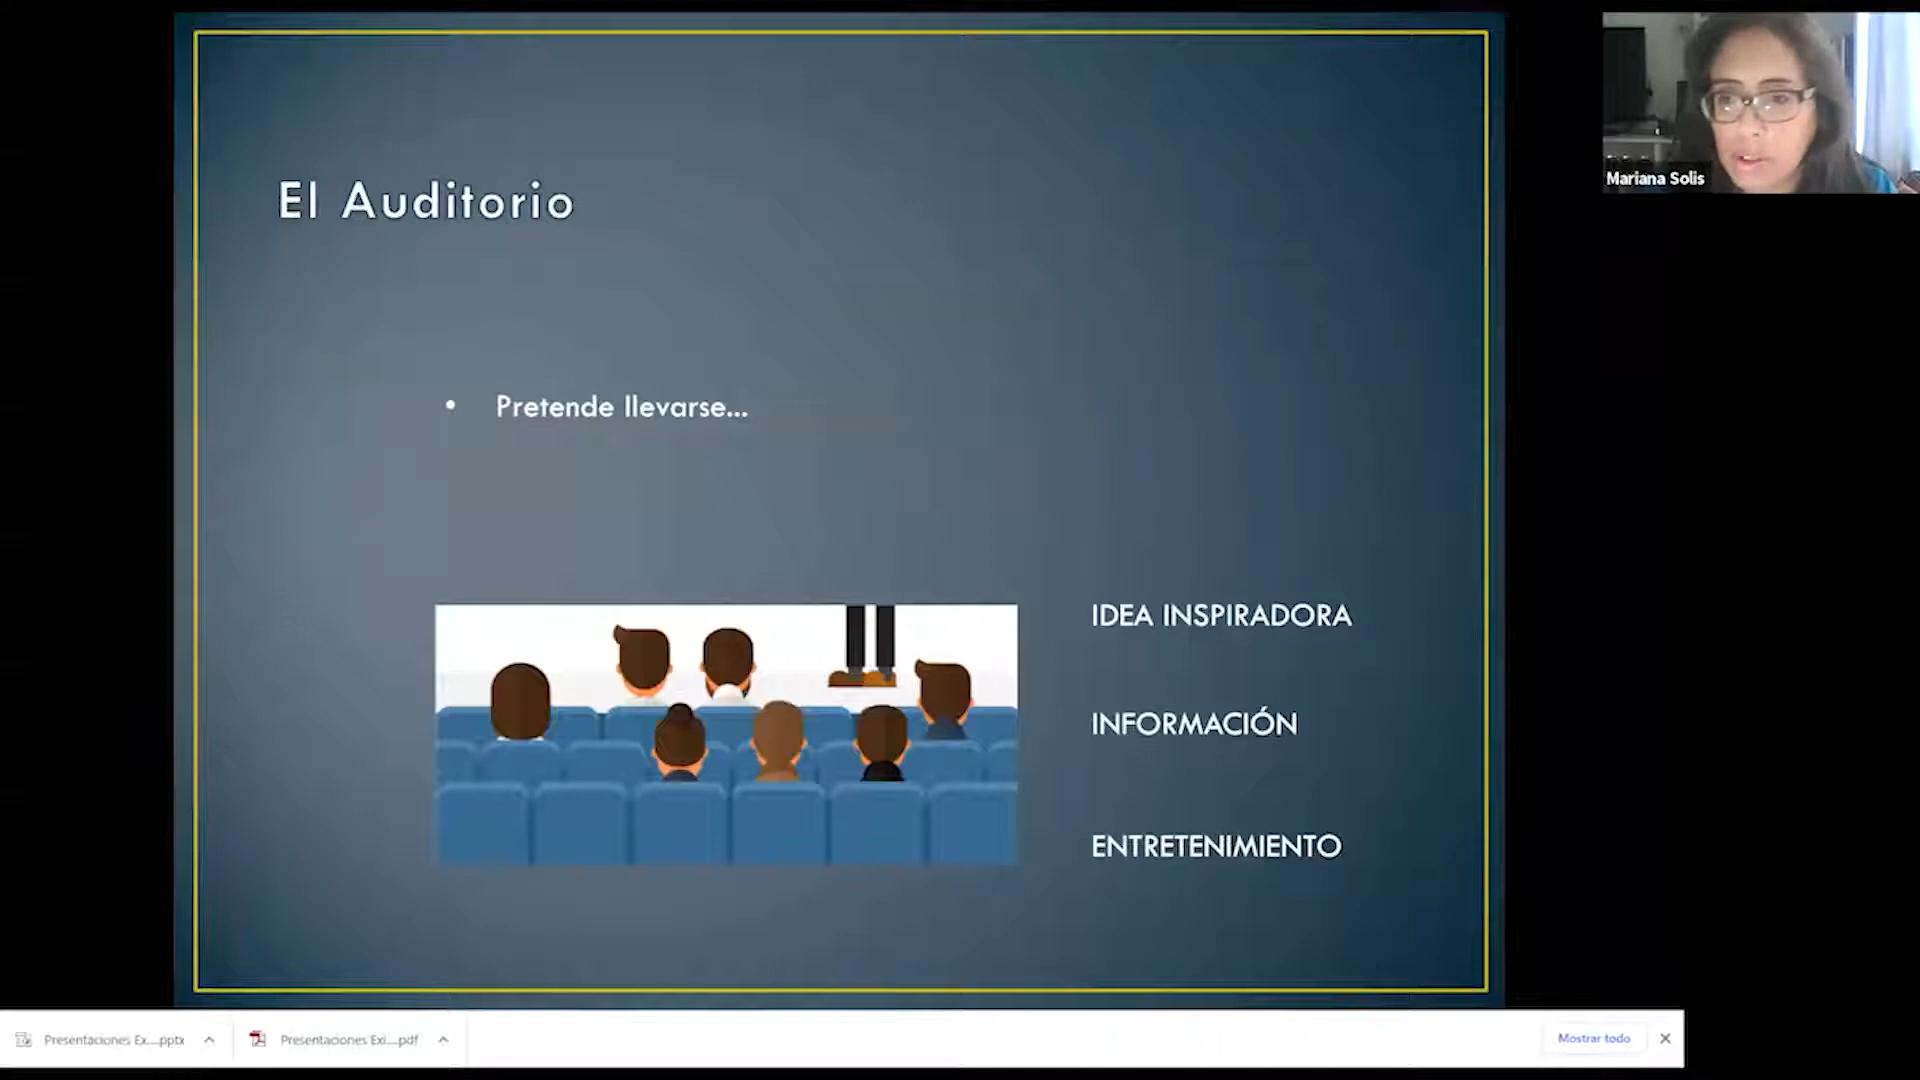 El Auditorio
• Pretende llevarse...
IDEA INSPIRADORA
INFORMACIÓN
ENTRETENIMIENTO
Mariana Solis
Presentaciones Ex....pptx
Presentaciones Exi....pdf
Mostrar todo